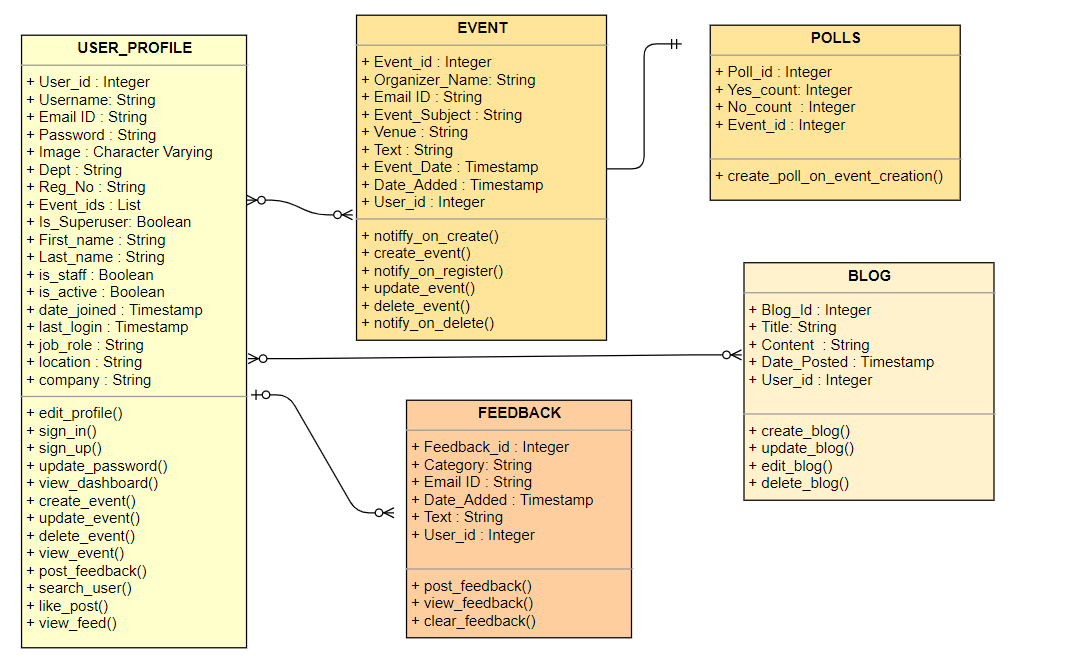 USER_PROFILE
+ User_id : Integer
+ Username: String
+ Email ID : String
+ Password : String
+ Image : Character Varying
+ Dept : String
+ Reg_No : String
+ Event_ids : List
+ Is_Superuser: Boolean
+ First_name : String
+ Last_name : String
+ is_staff : Boolean
+ is_active : Boolean
+ date_joined : Timestamp
+ last_login : Timestamp
+ job_role : String
+ location : String
+ company : String
+ edit_profile()
+ sign_in()
+ sign_up()
+ update_password()
+ view_dashboard()
+ create_event()
+ update_event()
+ delete_event()
+ view_event()
+ post_feedback()
+ search_user()
+ like_post()
+ view_feed()
EVENT
+ Event_id : Integer
+ Organizer_Name: String
+ Email ID : String
+ Event_Subject : String
+ Venue : String
+ Text : String
+ Event_Date : Timestamp
+ Date_Added : Timestamp
+ User_id : Integer
+ notiffy_on_create()
+ create_event()
+ notify_on_register()
+ update_event()
+ delete_event()
+ notify_on_delete()
POLLS
+ Poll_id : Integer
+ Yes_count: Integer
+ No_count : Integer
+ Event_id : Integer
+ create_poll_on_event_creation()
BLOG
+ Blog_Id : Integer
+ Title: String
+ Content : String
+ Date_Posted : Timestamp
+ User_id : Integer
+ create_blog()
+ update_blog()
+ edit_blog()
+ delete_blog()
FEEDBACK
+ Feedback_id : Integer
+ Category: String
+ Email ID : String
+ Date_Added : Timestamp
+ Text : String
+ User_id : Integer
+ post_feedback()
+ view_feedback()
+ clear_feedback()